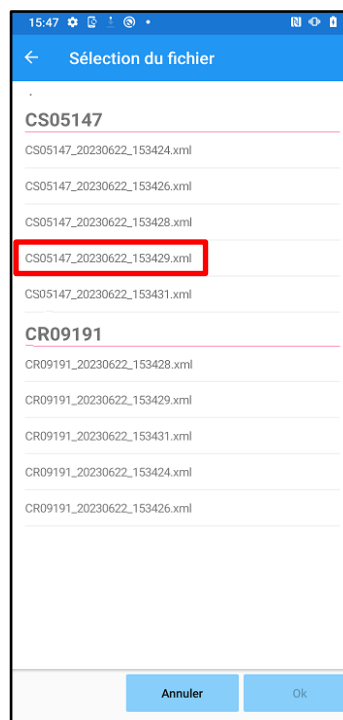 15:47
Sélection du fichier
CS05147
CS05147_20230622_153424.xml
CS05147_20230622_153426.xml
CS05147_20230622_153428.xml
CS05147_20230622_153429.xml
CS05147_20230622_153431.xml
CR09191
CR09191_20230622_153428.xml
CR09191_20230622_153429.xml
CR09191_20230622_153431.xml
CR09191_20230622_153424.xml
CR09191_20230622_153426.xml
Annuler Ok